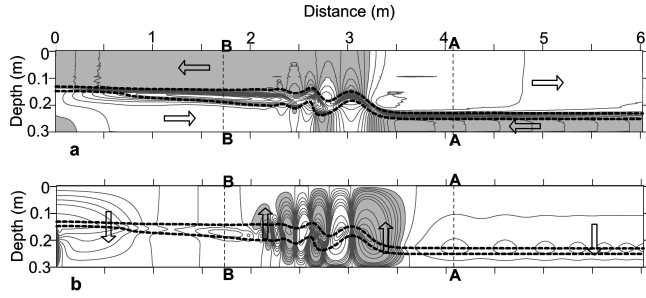 Distance (m)
0 1 2 3 4 5 6
B A
Depth (m)
0
0.1
0.2
0.3
B A
a
B A
Depth (m)
0
0.1
0.2
0.3
B A
b